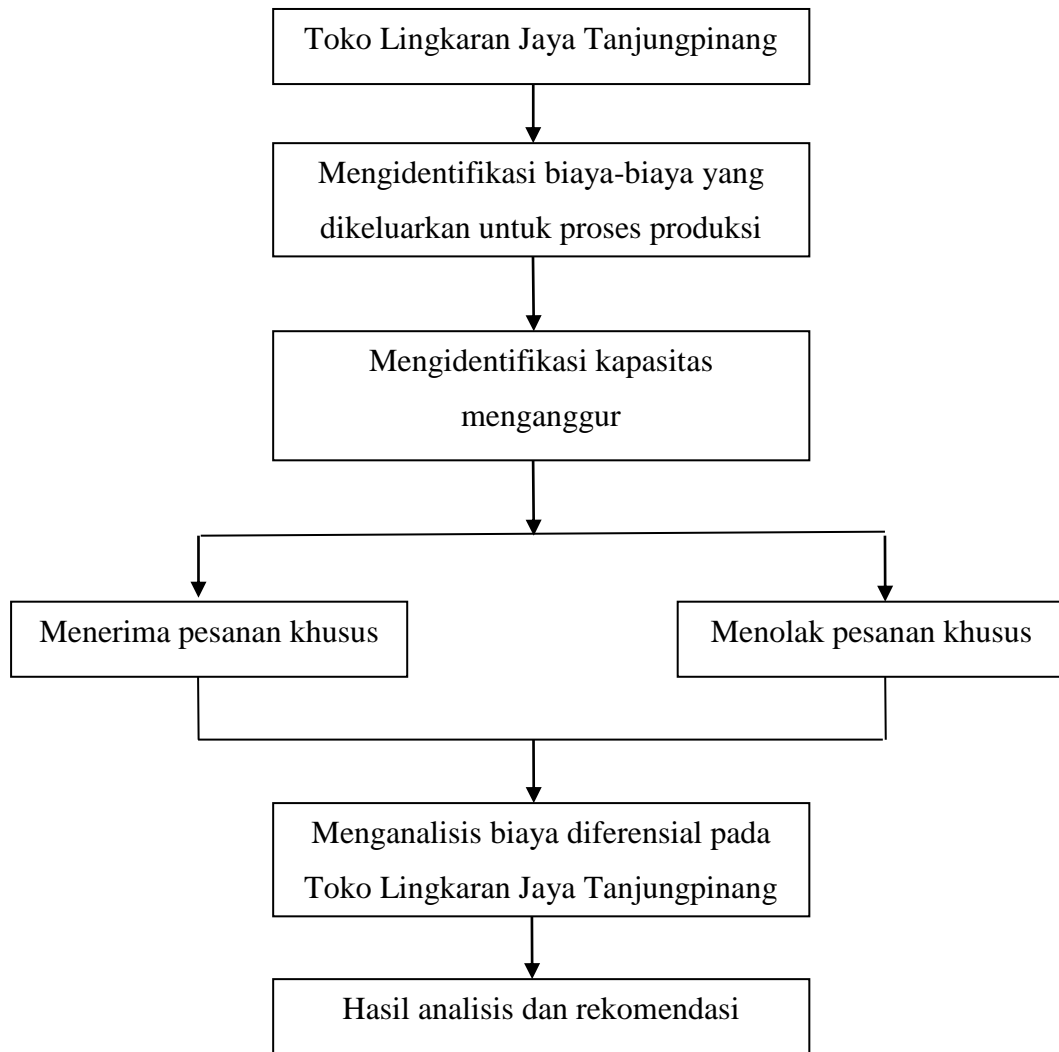 Toko Lingkaran Jaya Tanjungpinang
Mengidentifikasi biaya-biaya yang
dikeluarkan untuk proses produksi
Mengidentifikasi kapasitas
menganggur
Menerima pesanan khusus
Menolak pesanan khusus
Menganalisis biaya diferensial pada
Toko Lingkaran Jaya Tanjungpinang
Hasil analisis dan rekomendasi